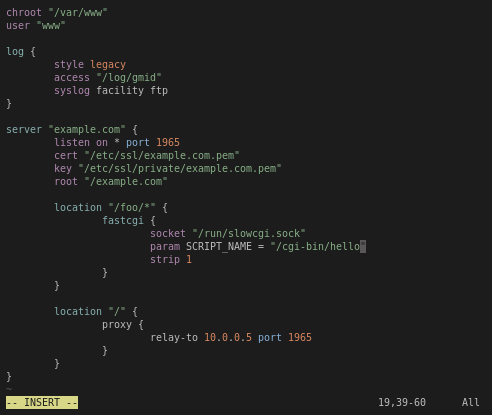 chroot "/var/www"
user "www"

log {
        style legacy
        access "/log/gmid"
        syslog facility ftp
}

server "example.com" {
        listen on * port 1965
        cert "/etc/ssl/example.com.pem"
        key "/etc/ssl/private/example.com.pem"
        root "/example.com"

        location "/foo/*" {
                fastcgi {
                        socket "/run/slowcgi.sock"
                        param SCRIPT_NAME = "/cgi-bin/hello"
                        strip 1
                }
        }

        location "/" {
                proxy {
                        relay-to 10.0.0.5 port 1965
                }
        }
}
~
-- INSERT -- 19,39-60 All